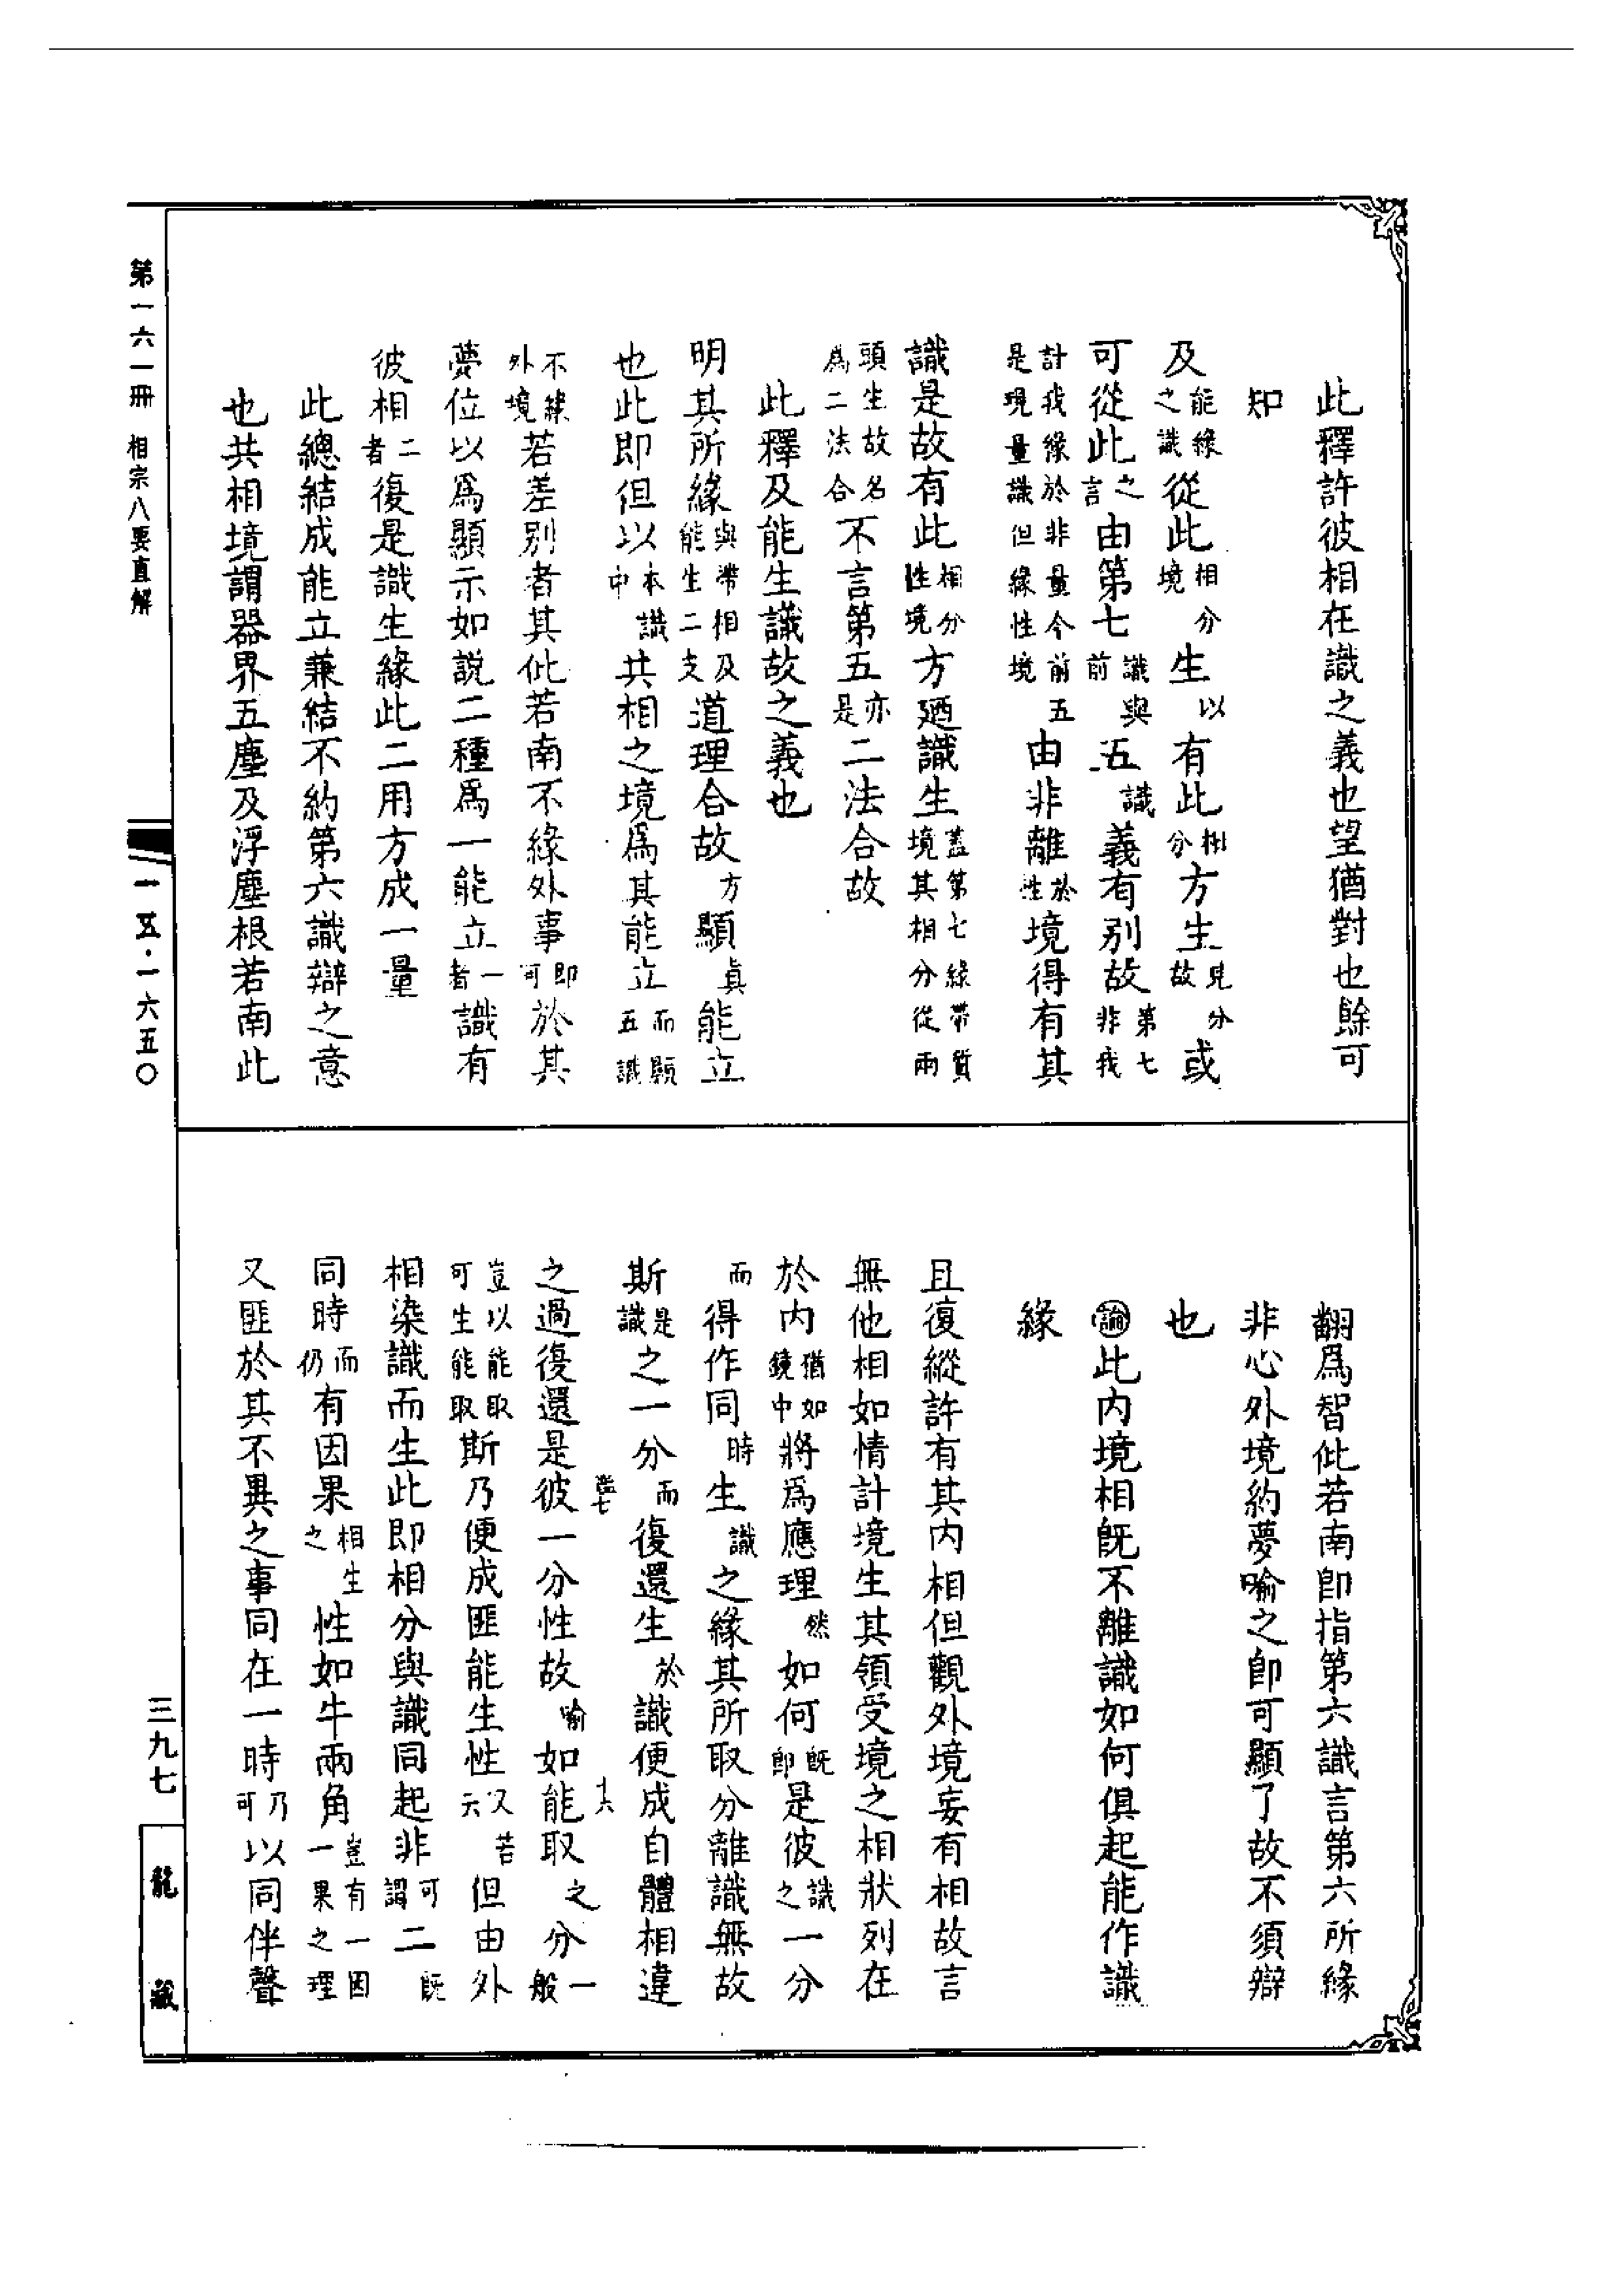 此釋許彼相在識之義也望猶對也餘可
知
及能緣之識從此相分境生以有此相分方生見分故或
可從此之言由第七識前與五識義有別故第七非我
計我緣於非量今前五是現量識但緣性境由非離於性境得有其
識是故有此相分性境方廼識生蓋第七緣帶質境其相分從兩
頭生故名為二法合不言第五亦是二法合故
此釋及能生識故之義也
明其所緣與帶相及能生二支道理合故方顯真能立
也此即但以本識中共相之境為其能立而顯五識
不緣外境若差別者其佌若南不緣外事即可於其
夢位以為顯示如說二種為一能立一者識有
彼相二者復是識生緣此二用方成一量
此總結成能立兼結不約第六識辯之意
也共相境謂器界五塵及浮塵根若南此
翻為智佌若南卽指第六識言第六所緣
非心外境約夢喻之卽可顯了故不須辯
也
論此內境相旣不離識如何俱起能作識
緣
且復縱許有其內相但觀外境妄有相故言
無他相如情計境生其領受境之相狀列在
於內猶如鏡中將為應理然如何旣卽是彼識之一分
而得作同時生識之緣其所取分離識無故
斯是識之一分而復還生於識便成自體相違
之過復還是彼一分性故喻如能取之分一般
豈以能取可生能取斯乃便成匪能生性又云若但由外
相染識而生此即相分與識同起非可謂二旣
同時而仍有因果相生之性如牛兩角豈有一因一果之理
又匪於其不異之事同在一時乃可以同伴聲
第一六一冊 相宗八要直解
一五·一六五〇
三九七
龍藏